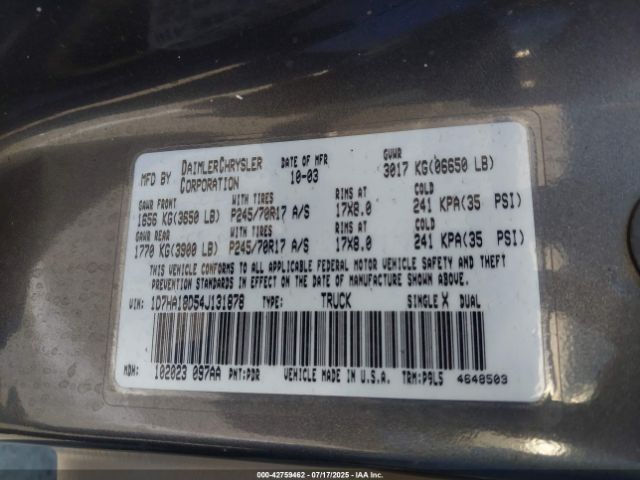 MFD BY DAIMLERCHRYSLER CORPORATION DATE OF MFR 10-03 GVWR 3017 KG(06650 LB)
GAWR FRONT WITH TIRES RIMS AT COLD
1656 KG(3650 LB) P245/70R17 A/S 17X8.0 241 KPA(35 PSI)
GAWR REAR WITH TIRES RIMS AT COLD
1770 KG(3900 LB) P245/70R17 A/S 17X8.0 241 KPA(35 PSI)
THIS VEHICLE CONFORMS TO ALL APPLICABLE FEDERAL MOTOR VEHICLE SAFETY AND THEFT
PREVENTION STANDARDS IN EFFECT ON THE DATE OF MANUFACTURE SHOWN ABOVE.
VIN: 1D7HA18D54J131878 TYPE: TRUCK SINGLE X DUAL
MDH: 102023 097AA PNT:PDR VEHICLE MADE IN U.S.A. TRM:P9L5 4648503
000-42759462 - 07/17/2025 - IAA Inc.